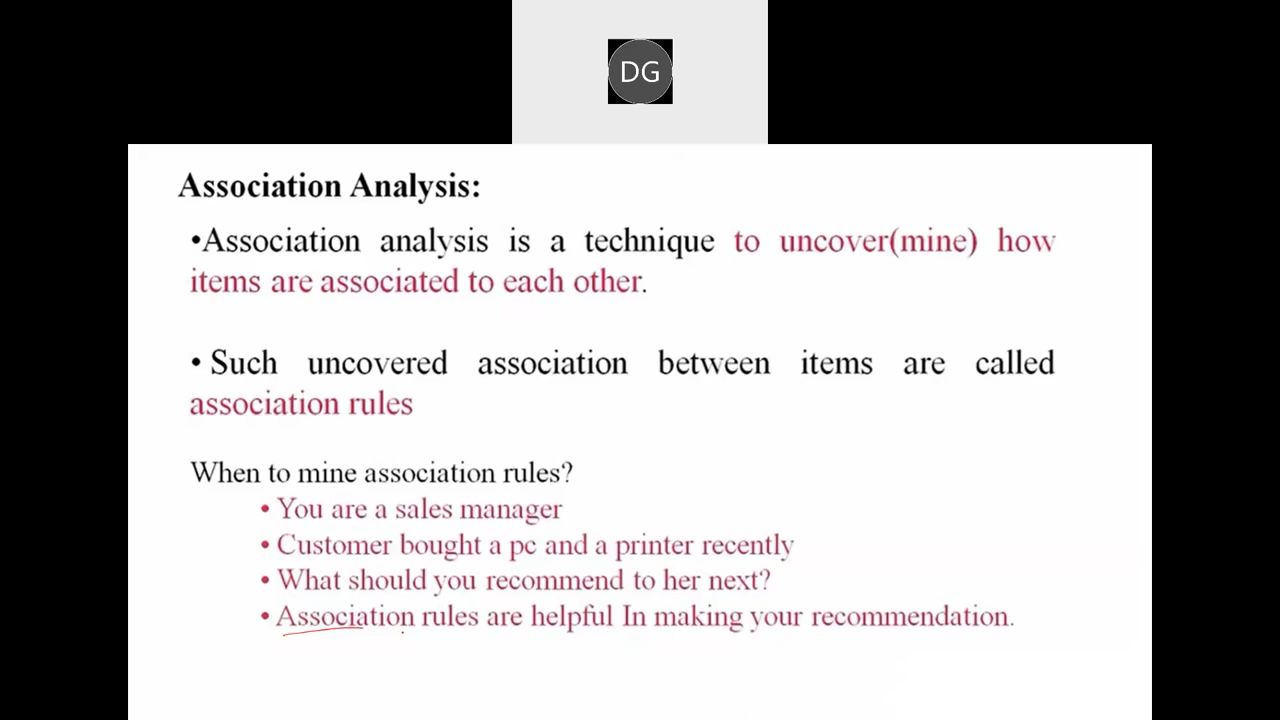 DG
Association Analysis:
•Association analysis is a technique to uncover(mine) how
items are associated to each other.
• Such uncovered association between items are called
association rules
When to mine association rules?
• You are a sales manager
• Customer bought a pc and a printer recently
• What should you recommend to her next?
• Association rules are helpful In making your recommendation.